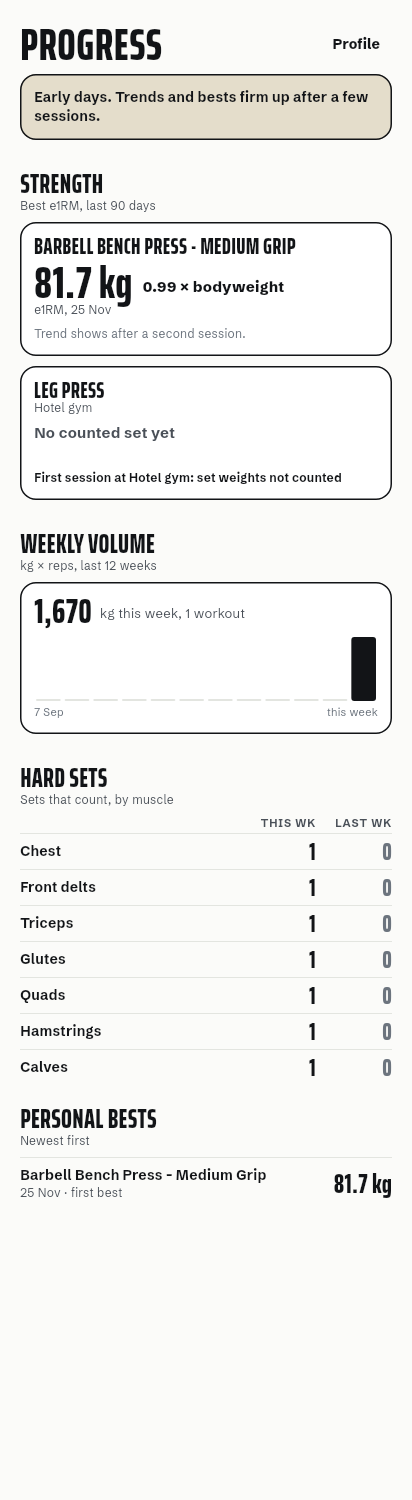 PROGRESS
Profile
Early days. Trends and bests firm up after a few
sessions.
STRENGTH
Best e1RM, last 90 days
BARBELL BENCH PRESS - MEDIUM GRIP
81.7 kg 0.99 × bodyweight
e1RM, 25 Nov
Trend shows after a second session.
LEG PRESS
Hotel gym
No counted set yet
First session at Hotel gym: set weights not counted
WEEKLY VOLUME
kg × reps, last 12 weeks
1,670 kg this week, 1 workout
7 Sep this week
HARD SETS
Sets that count, by muscle
THIS WK LAST WK
Chest 1 0
Front delts 1 0
Triceps 1 0
Glutes 1 0
Quads 1 0
Hamstrings 1 0
Calves 1 0
PERSONAL BESTS
Newest first
Barbell Bench Press - Medium Grip
25 Nov · first best
81.7 kg